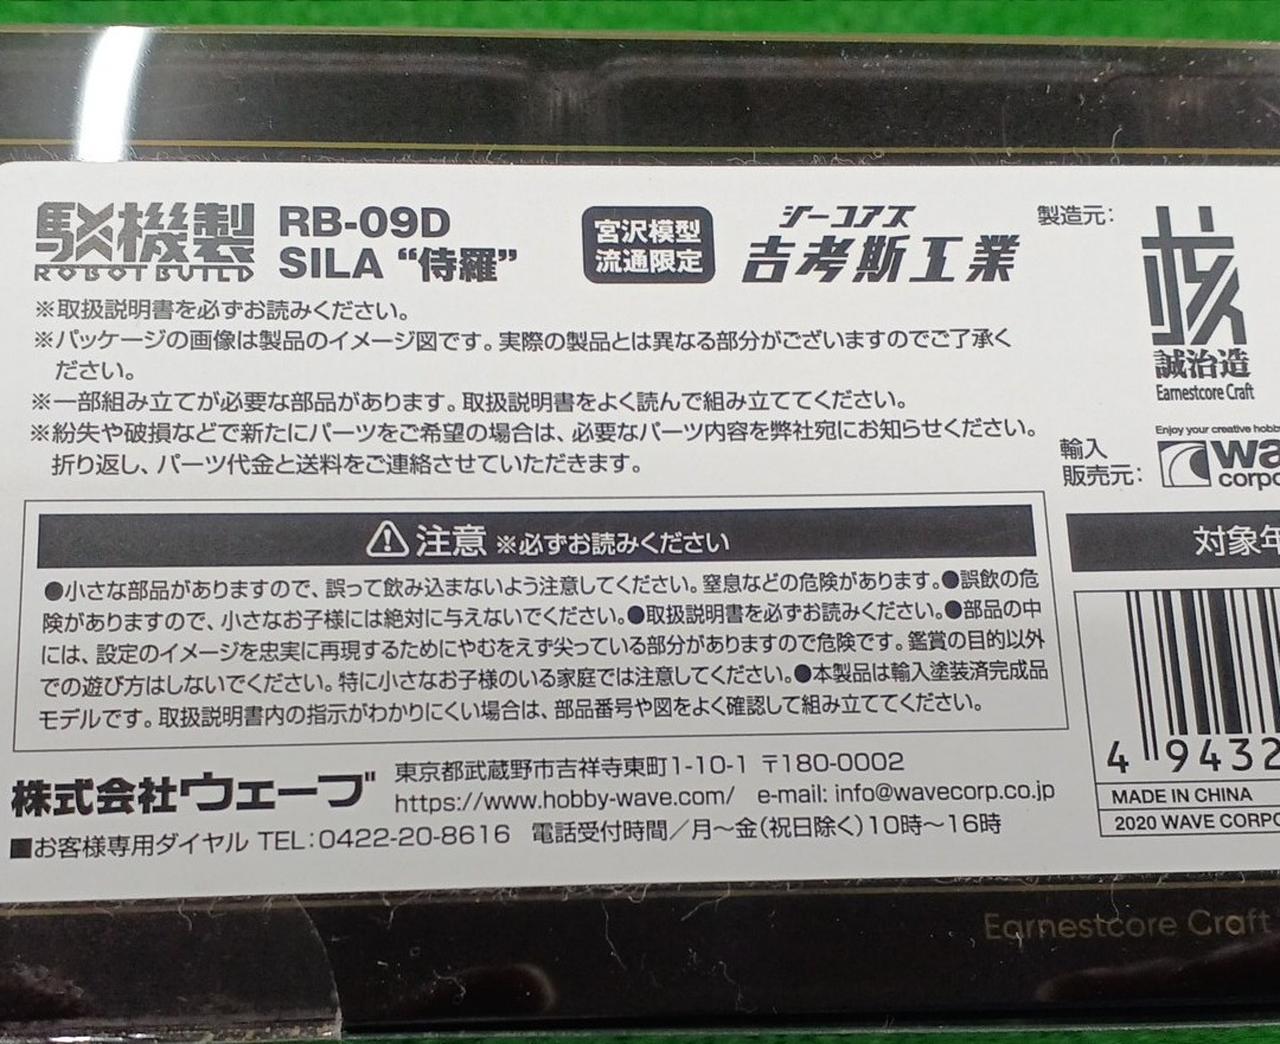 駁機製
ROBOT BUILD
RB-09D
SILA “侍羅”
宮沢模型
流通限定
ジーコアス
吉考斯工業
製造元:
核
誠治造
Earnestcore Craft
※取扱説明書を必ずお読みください。
※パッケージの画像は製品のイメージ図です。実際の製品とは異なる部分がございますのでご了承く
ださい。
※一部組み立てが必要な部品があります。取扱説明書をよく読んで組み立ててください。
※紛失や破損などで新たにパーツをご希望の場合は、必要なパーツ内容を弊社宛にお知らせください。
折り返し、パーツ代金と送料をご連絡させていただきます。
輸入
販売元:
Enjoy your creative hobb
wa
corpo
⚠注意 ※必ずお読みください
●小さな部品がありますので、誤って飲み込まないよう注意してください。窒息などの危険があります。●誤飲の危
険がありますので、小さなお子様には絶対に与えないでください。●取扱説明書を必ずお読みください。●部品の中
には、設定のイメージを忠実に再現するためにやむをえず尖っている部分がありますので危険です。鑑賞の目的以外
での遊び方はしないでください。特に小さなお子様のいる家庭では注意してください。●本製品は輸入塗装済完成品
モデルです。取扱説明書内の指示がわかりにくい場合は、部品番号や図をよく確認して組み立ててください。
対象年
4 9432
MADE IN CHINA
2020 WAVE CORPO
株式会社ウェーブ
東京都武蔵野市吉祥寺東町1-10-1 〒180-0002
https://www.hobby-wave.com/ e-mail: info@wavecorp.co.jp
■お客様専用ダイヤル TEL:0422-20-8616 電話受付時間／月〜金(祝日除く)10時〜16時
Earnestcore Craft